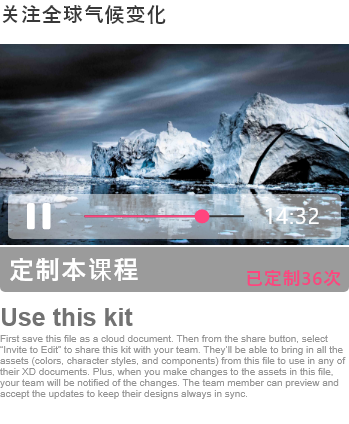 关注全球气候变化
14:32
定制本课程
已定制36次
Use this kit
First save this file as a cloud document. Then from the share button, select
“Invite to Edit” to share this kit with your team. They’ll be able to bring in all the
assets (colors, character styles, and components) from this file to use in any of
their XD documents. Plus, when you make changes to the assets in this file,
your team will be notified of the changes. The team member can preview and
accept the updates to keep their designs always in sync.